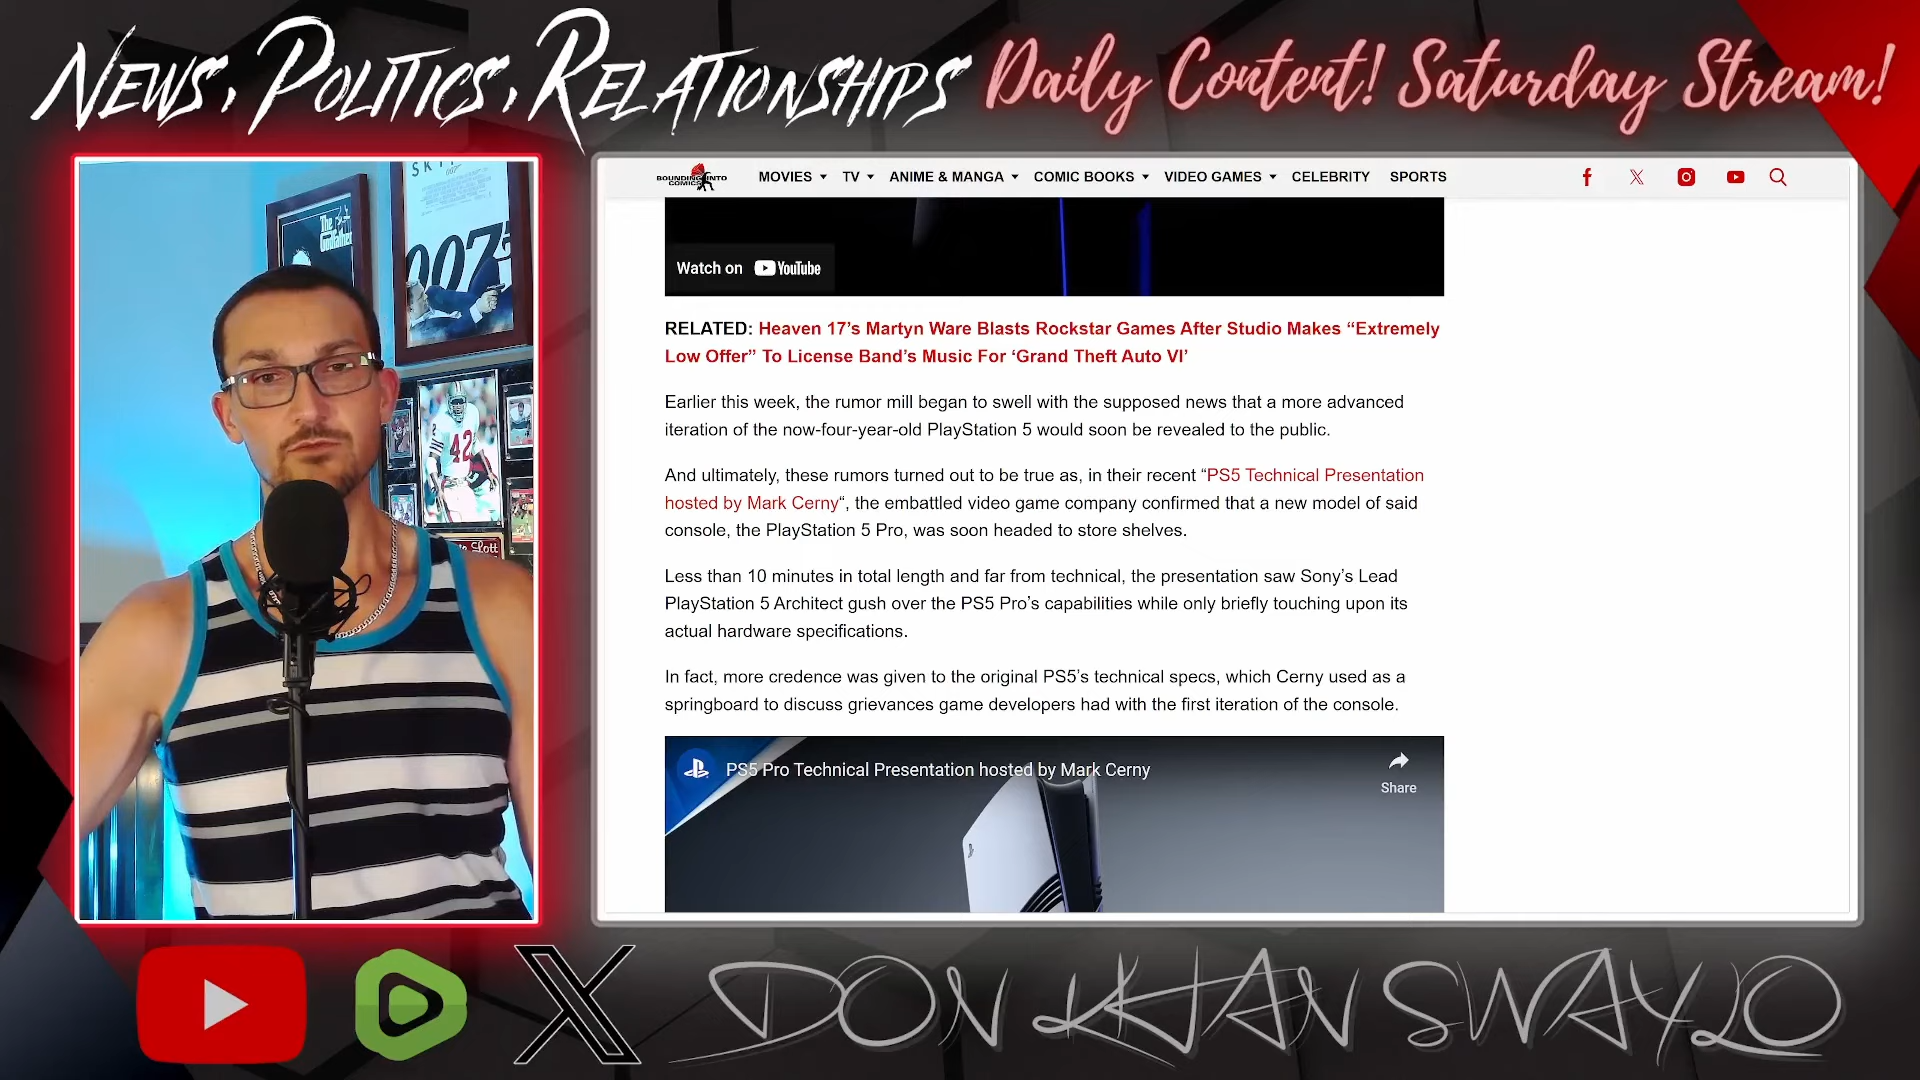 NEWS, POLITICS, RELATIONSHIPS
Daily Content! Saturday Stream!
BOUNDING INTO
COMICS
MOVIES
TV
ANIME & MANGA
COMIC BOOKS
VIDEO GAMES
CELEBRITY
SPORTS
The
Godfather
007
42
Lott
Watch on YouTube
RELATED: Heaven 17’s Martyn Ware Blasts Rockstar Games After Studio Makes “Extremely
Low Offer” To License Band’s Music For ‘Grand Theft Auto VI’
Earlier this week, the rumor mill began to swell with the supposed news that a more advanced
iteration of the now-four-year-old PlayStation 5 would soon be revealed to the public.
And ultimately, these rumors turned out to be true as, in their recent “PS5 Technical Presentation
hosted by Mark Cerny“, the embattled video game company confirmed that a new model of said
console, the PlayStation 5 Pro, was soon headed to store shelves.
Less than 10 minutes in total length and far from technical, the presentation saw Sony’s Lead
PlayStation 5 Architect gush over the PS5 Pro’s capabilities while only briefly touching upon its
actual hardware specifications.
In fact, more credence was given to the original PS5’s technical specs, which Cerny used as a
springboard to discuss grievances game developers had with the first iteration of the console.
PS5 Pro Technical Presentation hosted by Mark Cerny
Share
DON KHAN SWAYLO